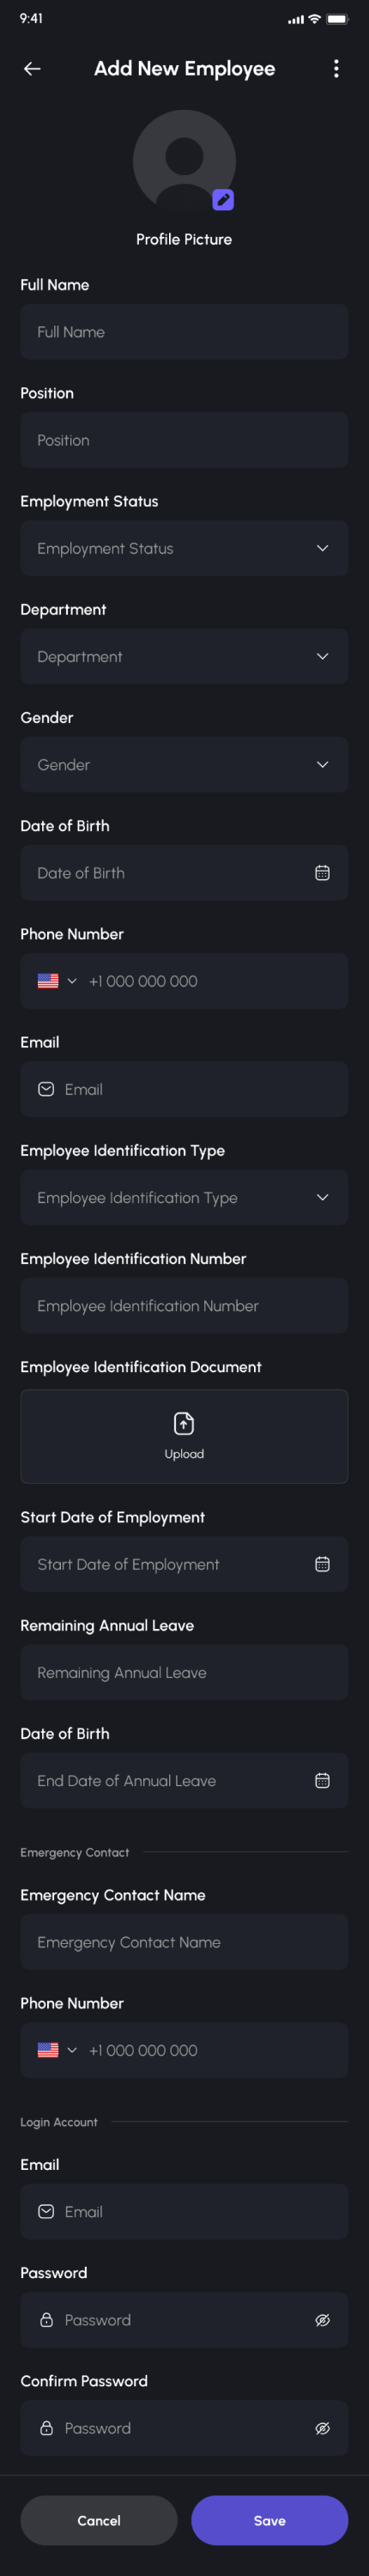 9:41
Add New Employee
Profile Picture
Full Name
Full Name
Position
Position
Employment Status
Employment Status
Department
Department
Gender
Gender
Date of Birth
Date of Birth
Phone Number
+1 000 000 000
Email
Email
Employee Identification Type
Employee Identification Type
Employee Identification Number
Employee Identification Number
Employee Identification Document
Upload
Start Date of Employment
Start Date of Employment
Remaining Annual Leave
Remaining Annual Leave
Date of Birth
End Date of Annual Leave
Emergency Contact
Emergency Contact Name
Emergency Contact Name
Phone Number
+1 000 000 000
Login Account
Email
Email
Password
Password
Confirm Password
Password
Cancel Save